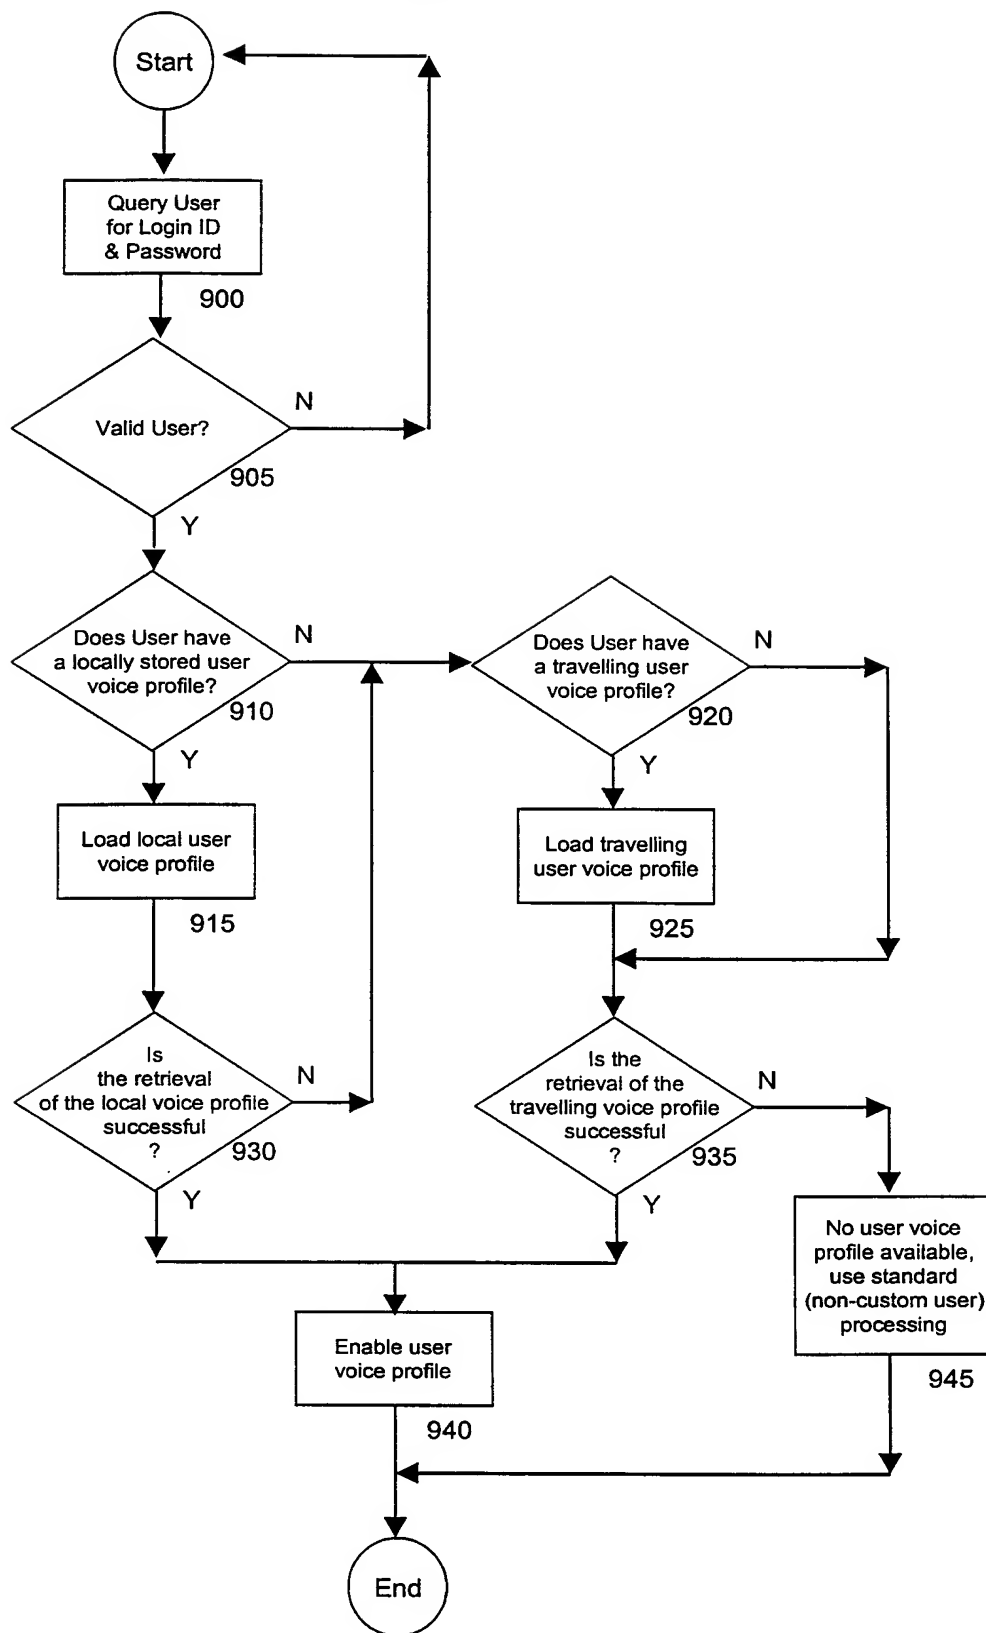 Start
Query User
for Login ID
& Password
900
Valid User?
N
905
Y
Does User have
a locally stored user
voice profile?
N
910
Y
Does User have
a travelling user
voice profile?
N
920
Y
Load local user
voice profile
915
Load travelling
user voice profile
925
Is
the retrieval
of the local voice profile
successful
?
N
930
Y
Is the
retrieval of the
travelling voice profile
successful
?
N
935
Y
No user voice
profile available,
use standard
(non-custom user)
processing
945
Enable user
voice profile
940
End